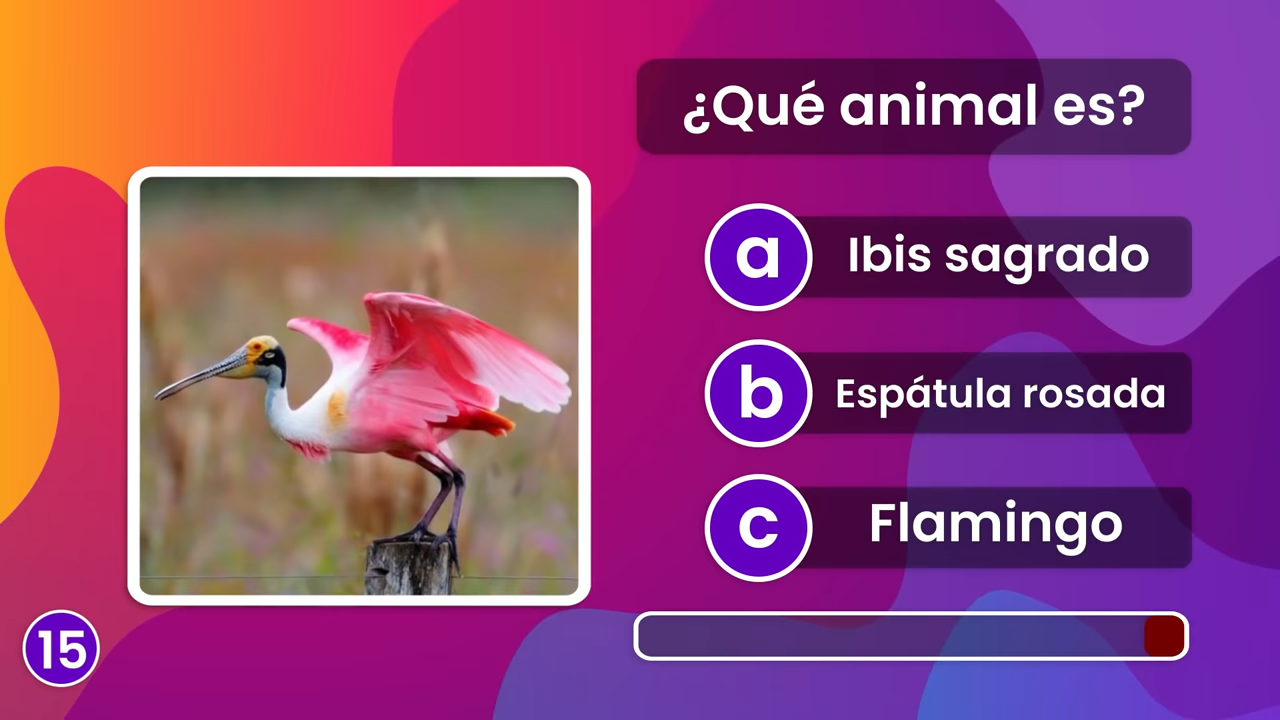 ¿Qué animal es?
a Ibis sagrado
b Espátula rosada
c Flamingo
15